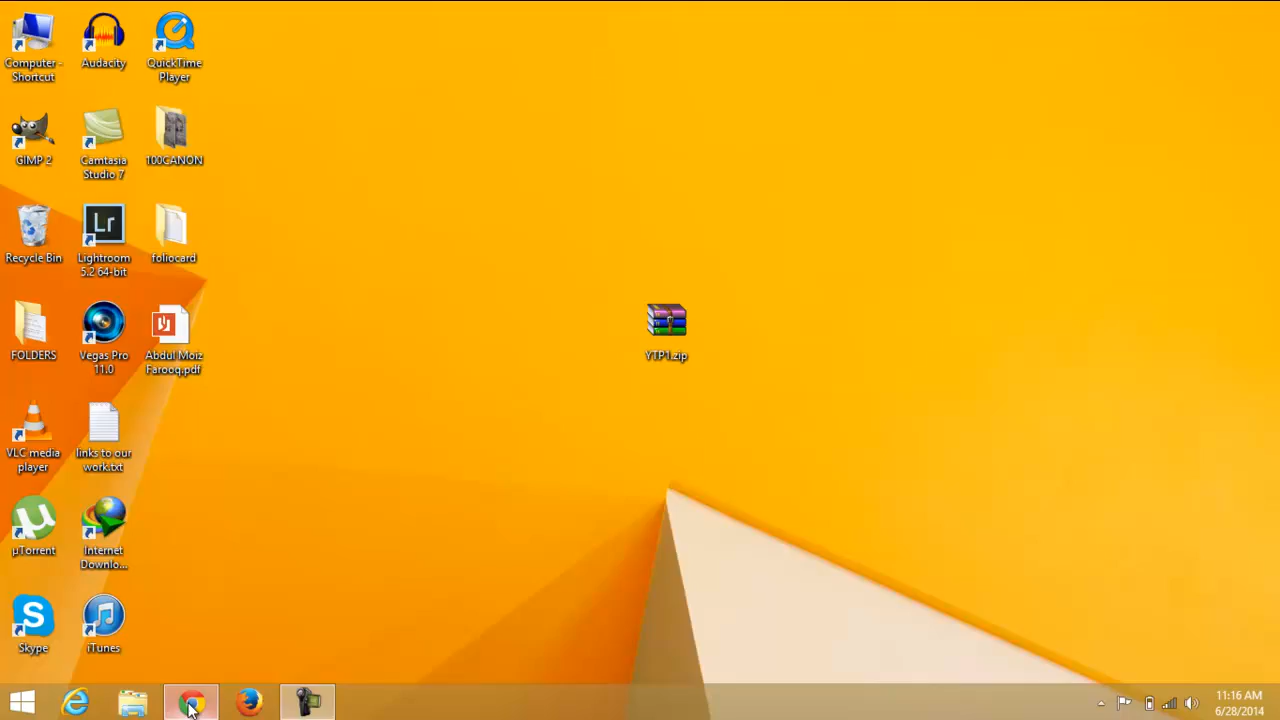 Computer -
Shortcut
Audacity
QuickTime
Player
GIMP 2
Camtasia
Studio 7
100CANON
Recycle Bin
Lr
Lightroom
5.2 64-bit
foliocard
FOLDERS
Vegas Pro
11.0
Abdul Moiz
Farooq.pdf
YTP1.zip
VLC media
player
links to our
work.txt
µTorrent
Internet
Downlo...
Skype
iTunes
11:16 AM
6/28/2014